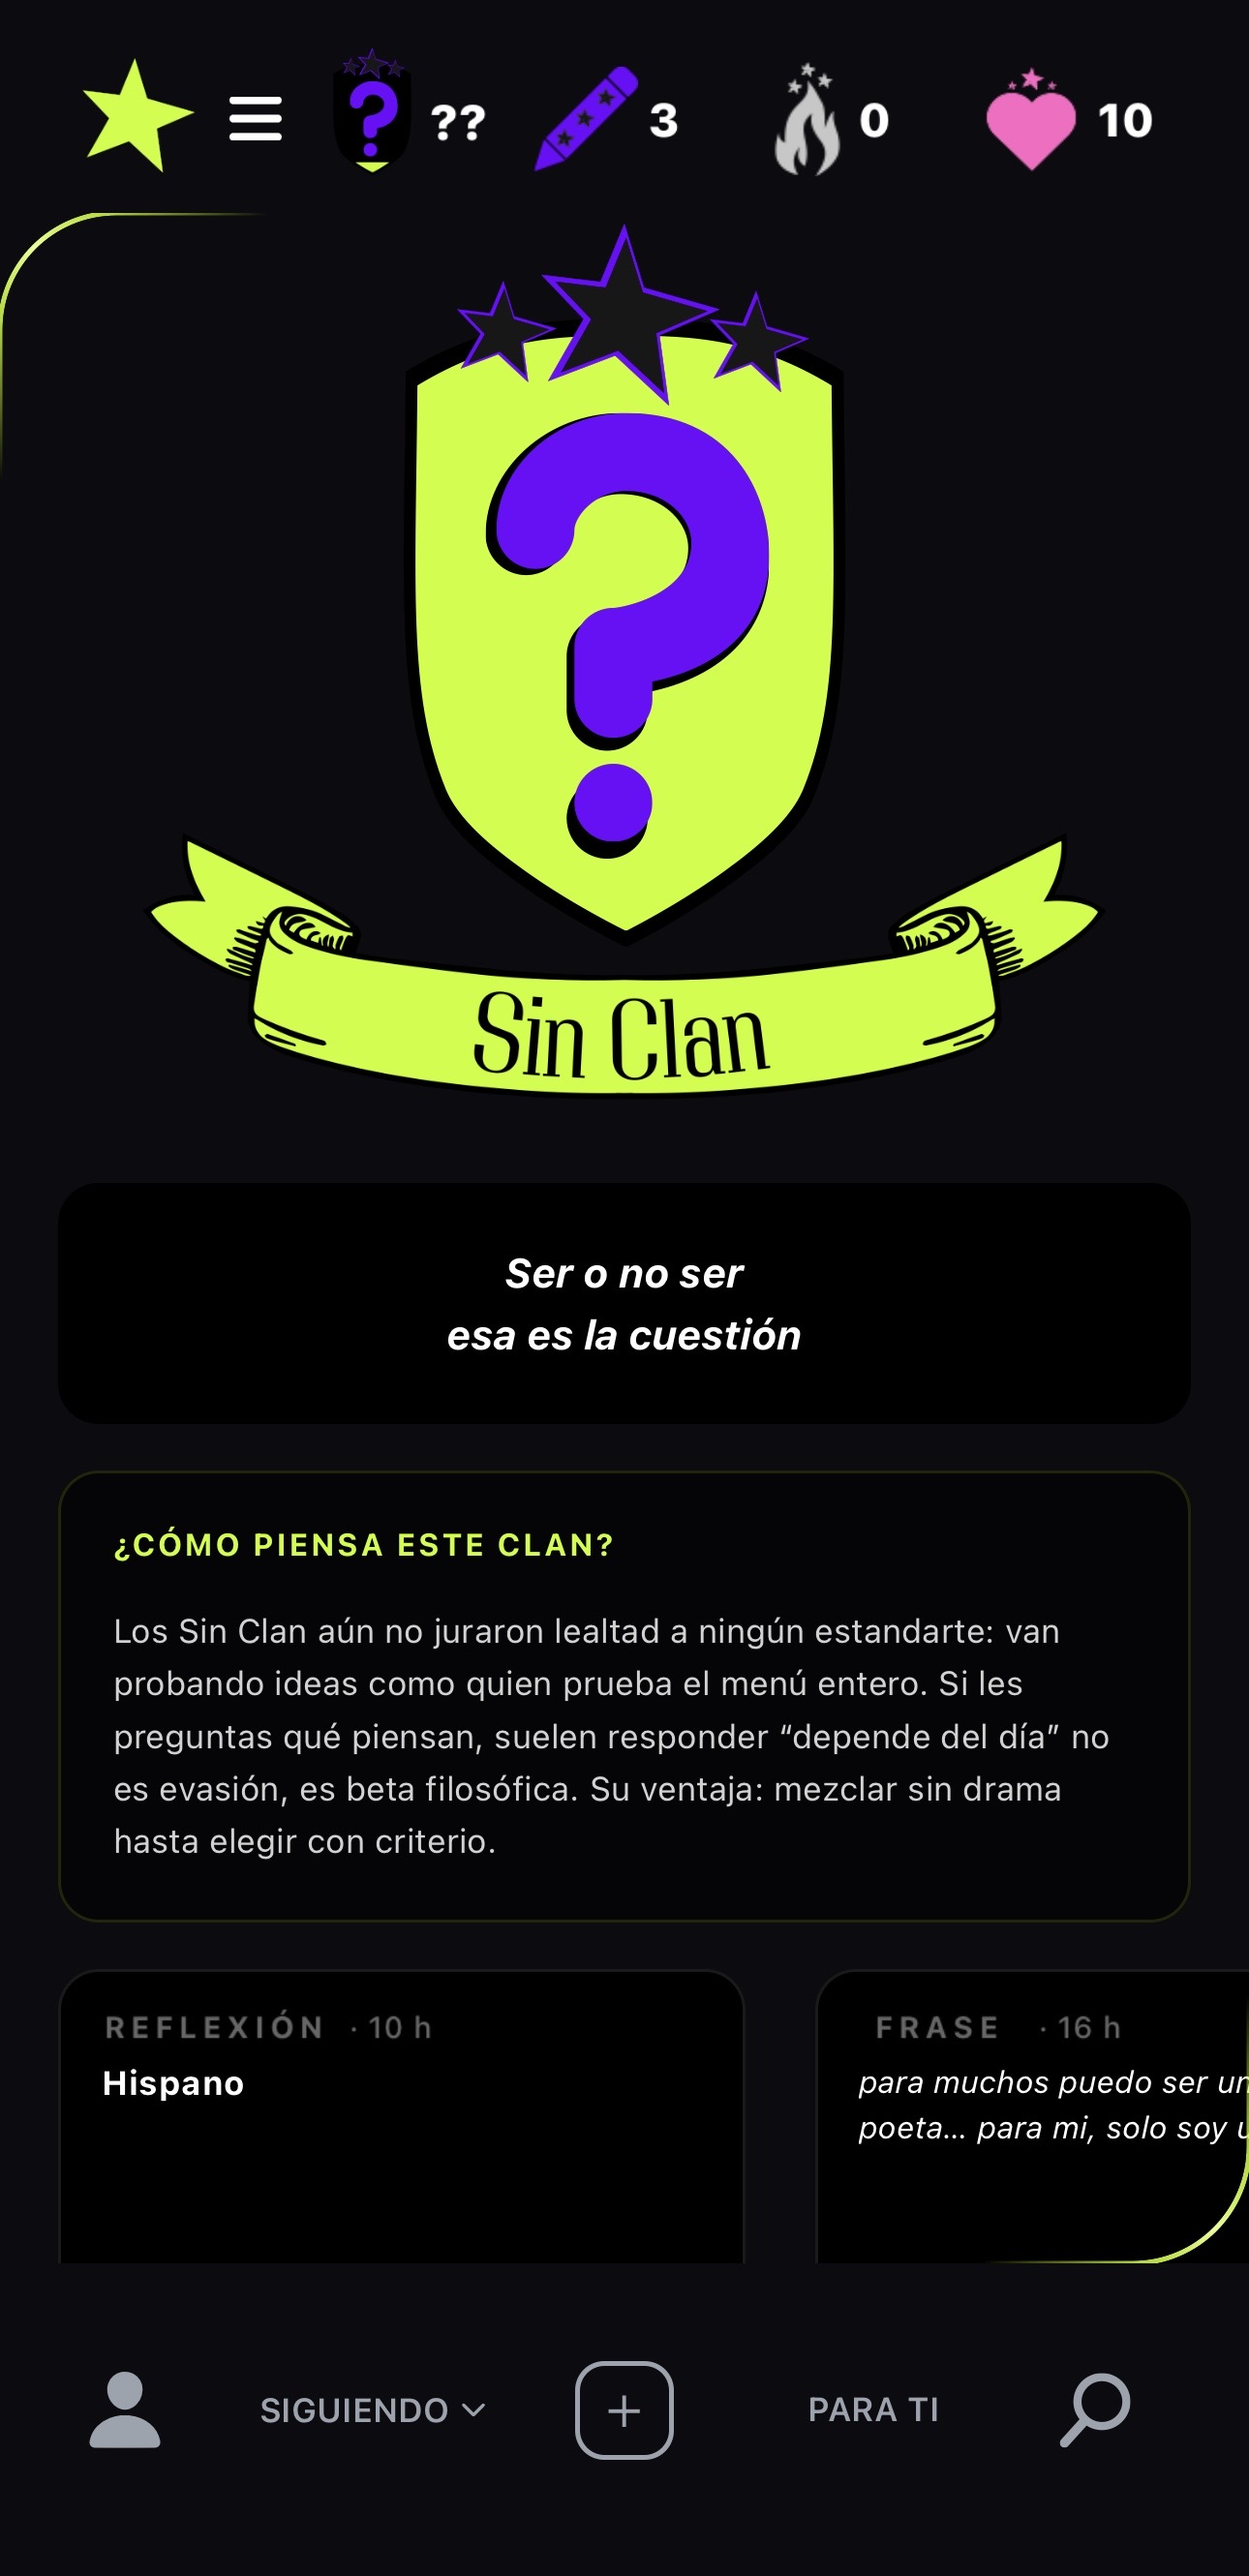 ?? 3 0 10
?
Sin Clan
Ser o no ser
esa es la cuestión
¿CÓMO PIENSA ESTE CLAN?
Los Sin Clan aún no juraron lealtad a ningún estandarte: van
probando ideas como quien prueba el menú entero. Si les
preguntas qué piensan, suelen responder “depende del día” no
es evasión, es beta filosófica. Su ventaja: mezclar sin drama
hasta elegir con criterio.
REFLEXIÓN · 10 h
Hispano
FRASE · 16 h
para muchos puedo ser un
poeta... para mi, solo soy
SIGUIENDO
PARA TI